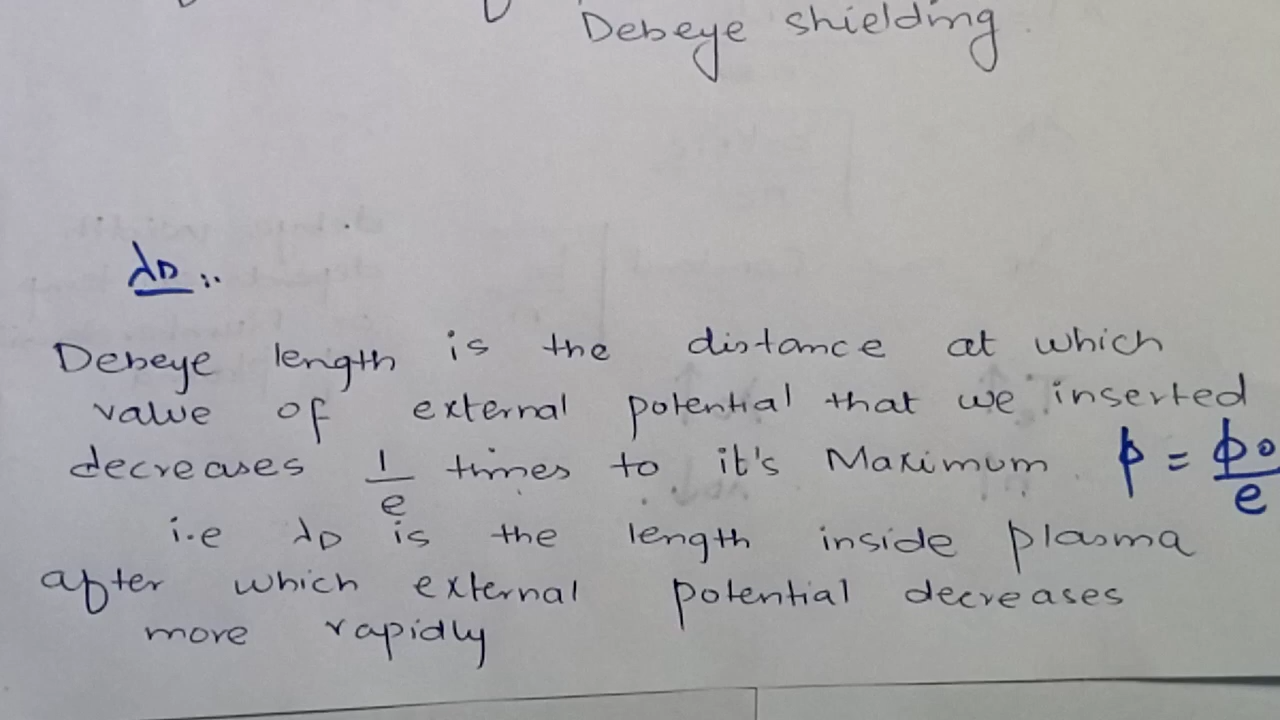 Debeye shielding
λD :.
Debeye length is the distance at which
value of external potential that we inserted
decreases 1/e times to it's Maximum ϕ = ϕo/e
i.e λD is the length inside plasma
after which external potential decreases
more rapidly